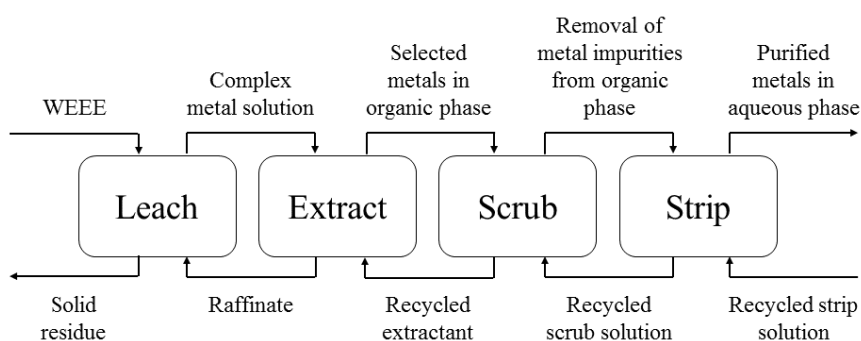 WEEE
Complex
metal solution
Selected
metals in
organic phase
Removal of
metal impurities
from organic
phase
Purified
metals in
aqueous phase
Leach
Extract
Scrub
Strip
Solid
residue
Raffinate
Recycled
extractant
Recycled
scrub solution
Recycled strip
solution